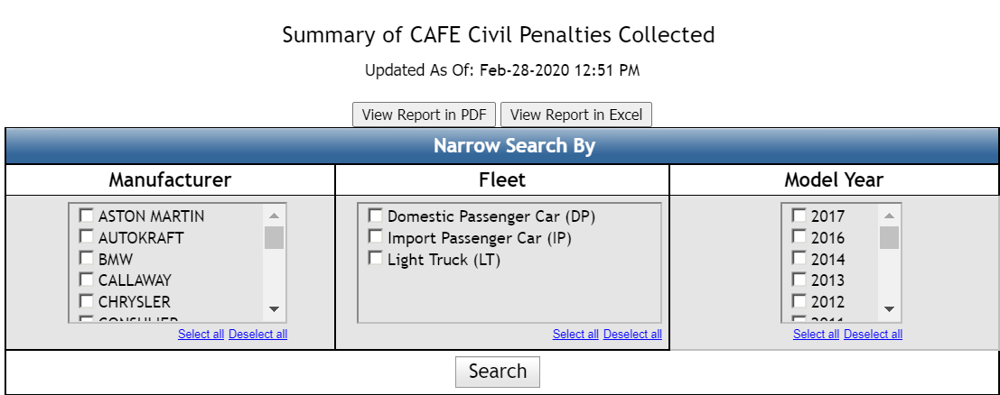 Summary of CAFE Civil Penalties Collected
Updated As Of: Feb-28-2020 12:51 PM
View Report in PDF View Report in Excel
Narrow Search By
Manufacturer Fleet Model Year
ASTON MARTIN Domestic Passenger Car (DP) 2017
AUTOKRAFT Import Passenger Car (IP) 2016
BMW Light Truck (LT) 2014
CALLAWAY 2013
CHRYSLER 2012
Select all Deselect all Select all Deselect all Select all Deselect all
Search